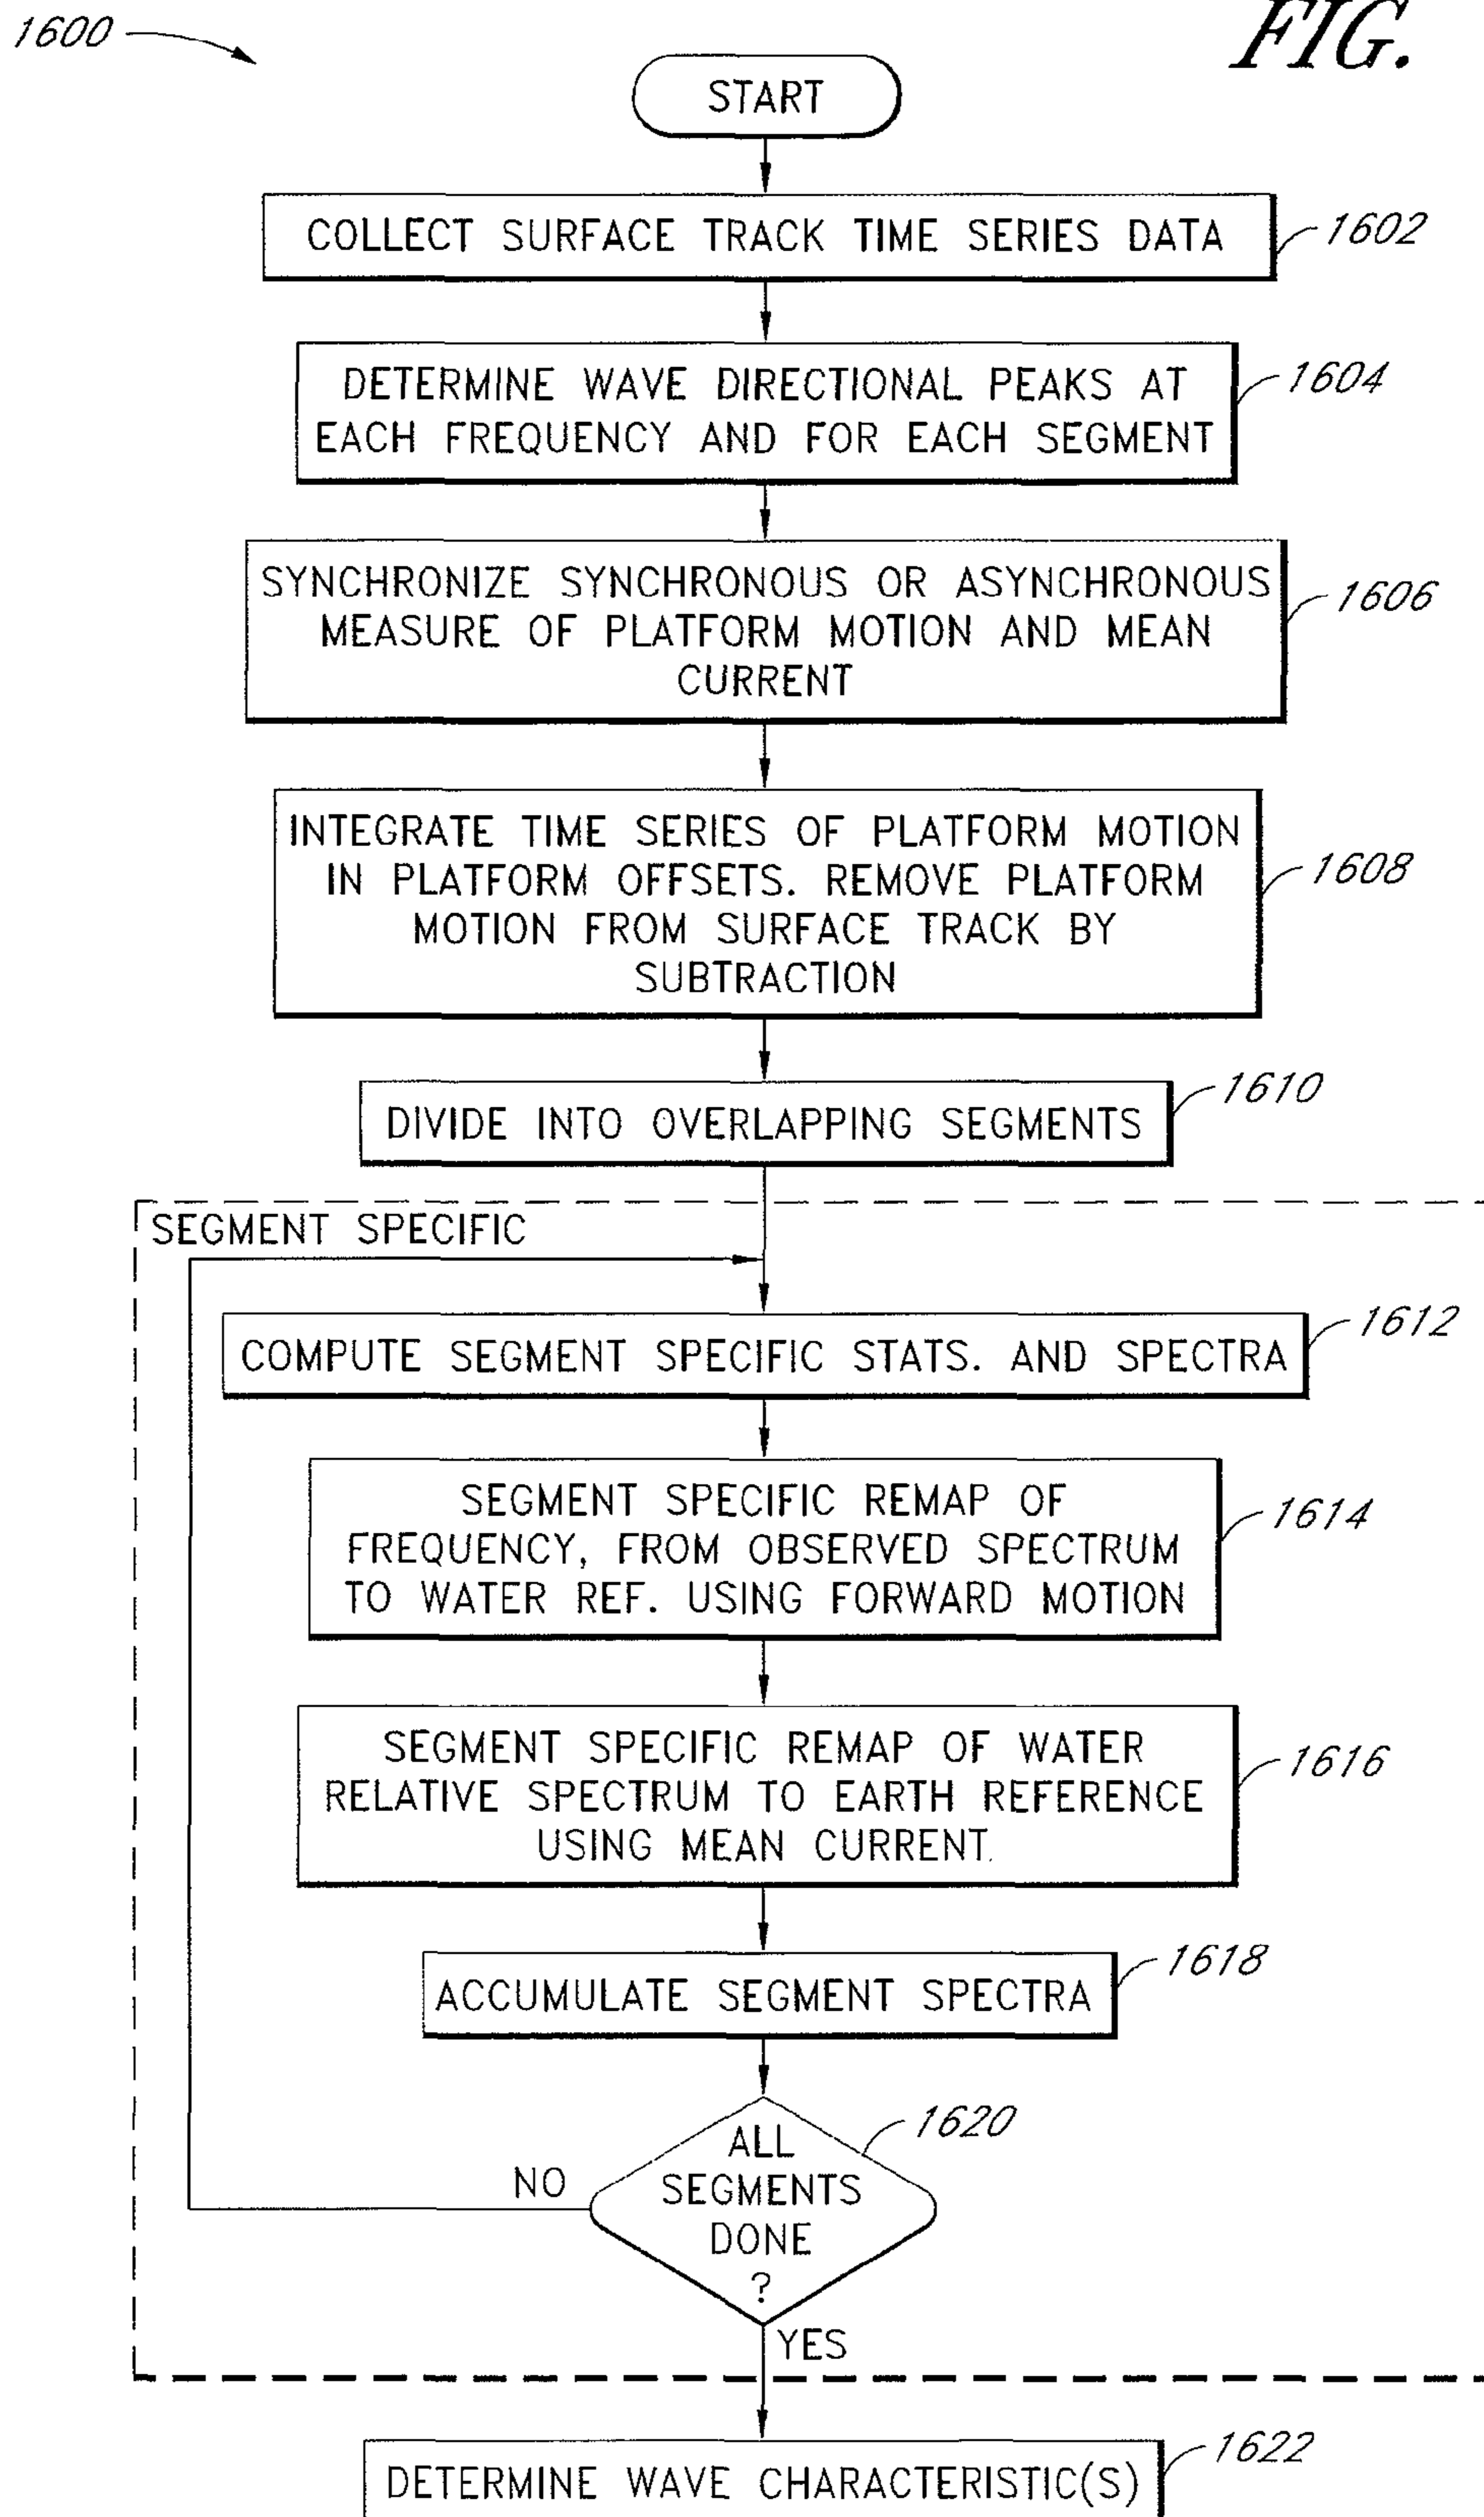 1600
FIG.
START
COLLECT SURFACE TRACK TIME SERIES DATA
1602
DETERMINE WAVE DIRECTIONAL PEAKS AT
EACH FREQUENCY AND FOR EACH SEGMENT
1604
SYNCHRONIZE SYNCHRONOUS OR ASYNCHRONOUS
MEASURE OF PLATFORM MOTION AND MEAN
CURRENT
1606
INTEGRATE TIME SERIES OF PLATFORM MOTION
IN PLATFORM OFFSETS. REMOVE PLATFORM
MOTION FROM SURFACE TRACK BY
SUBTRACTION
1608
DIVIDE INTO OVERLAPPING SEGMENTS
1610
SEGMENT SPECIFIC
COMPUTE SEGMENT SPECIFIC STATS. AND SPECTRA
1612
SEGMENT SPECIFIC REMAP OF
FREQUENCY, FROM OBSERVED SPECTRUM
TO WATER REF. USING FORWARD MOTION
1614
SEGMENT SPECIFIC REMAP OF WATER
RELATIVE SPECTRUM TO EARTH REFERENCE
USING MEAN CURRENT.
1616
ACCUMULATE SEGMENT SPECTRA
1618
ALL
SEGMENTS
DONE
?
1620
NO
YES
DETERMINE WAVE CHARACTERISTIC(S)
1622